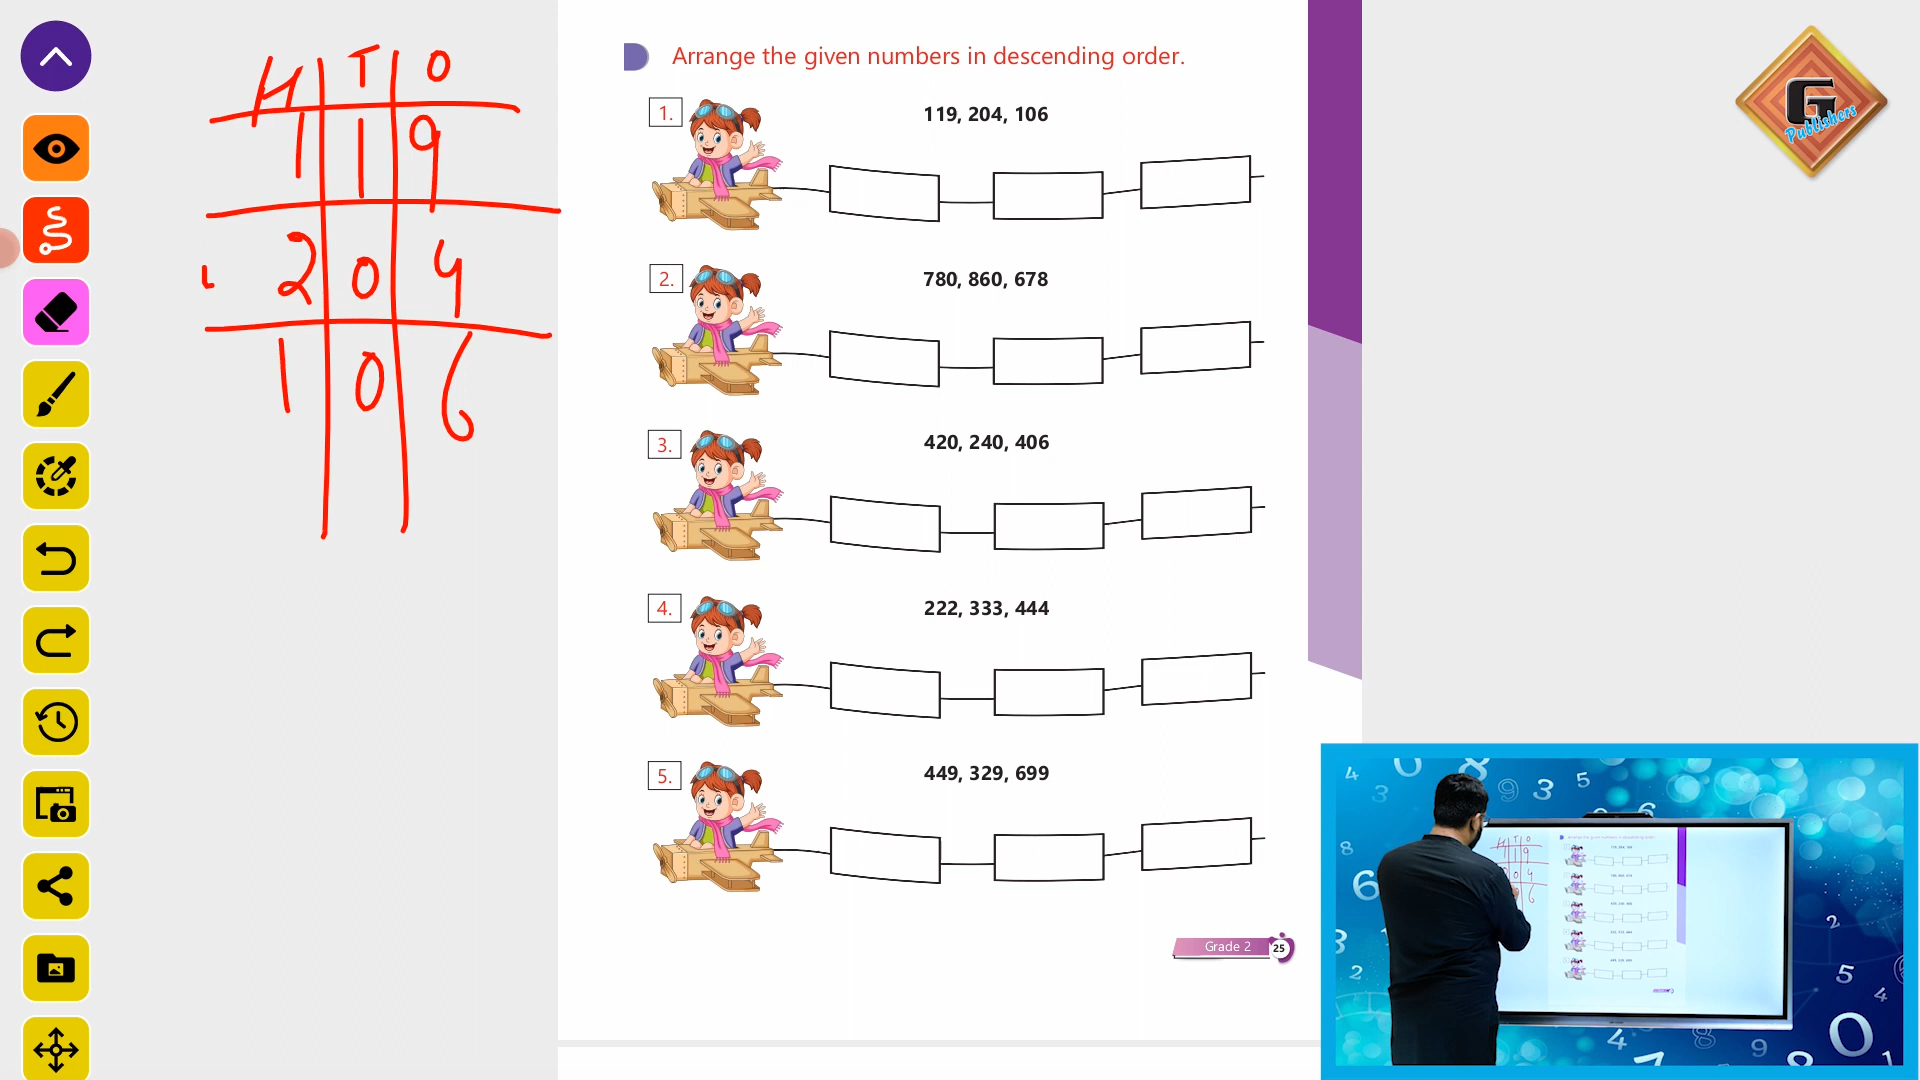 H T O
1 1 9
2 0 4
1 0 6
Arrange the given numbers in descending order.
1. 119, 204, 106
2. 780, 860, 678
3. 420, 240, 406
4. 222, 333, 444
5. 449, 329, 699
Grade 2 25
G
Publishers